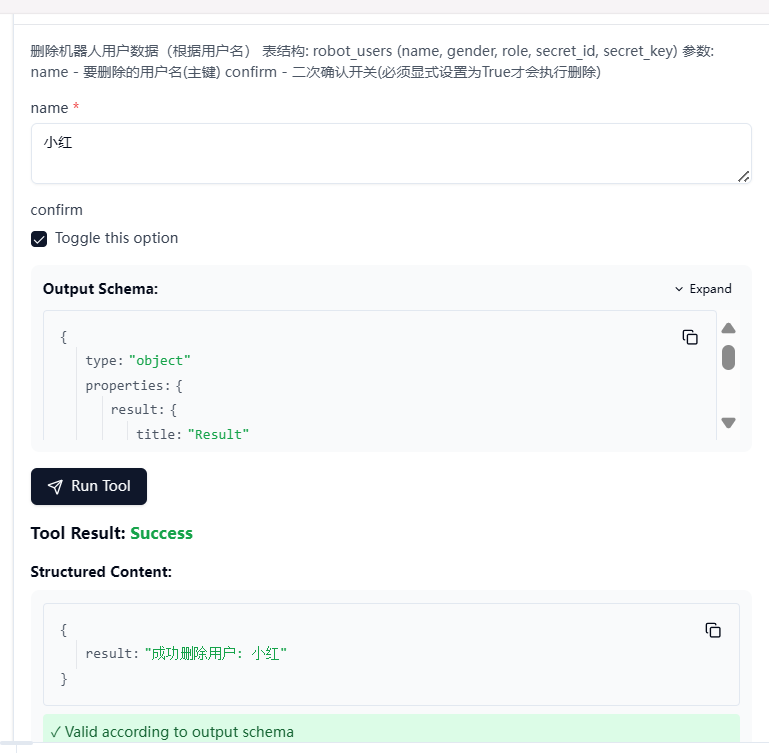 删除机器人用户数据（根据用户名） 表结构: robot_users (name, gender, role, secret_id, secret_key) 参数:
name - 要删除的用户名(主键) confirm - 二次确认开关(必须显式设置为True才会执行删除)
name *
小红
confirm
Toggle this option
Output Schema:
Expand
{
type: "object"
properties: {
result: {
title: "Result"
Run Tool
Tool Result: Success
Structured Content:
{
result: "成功删除用户: 小红"
}
✓ Valid according to output schema